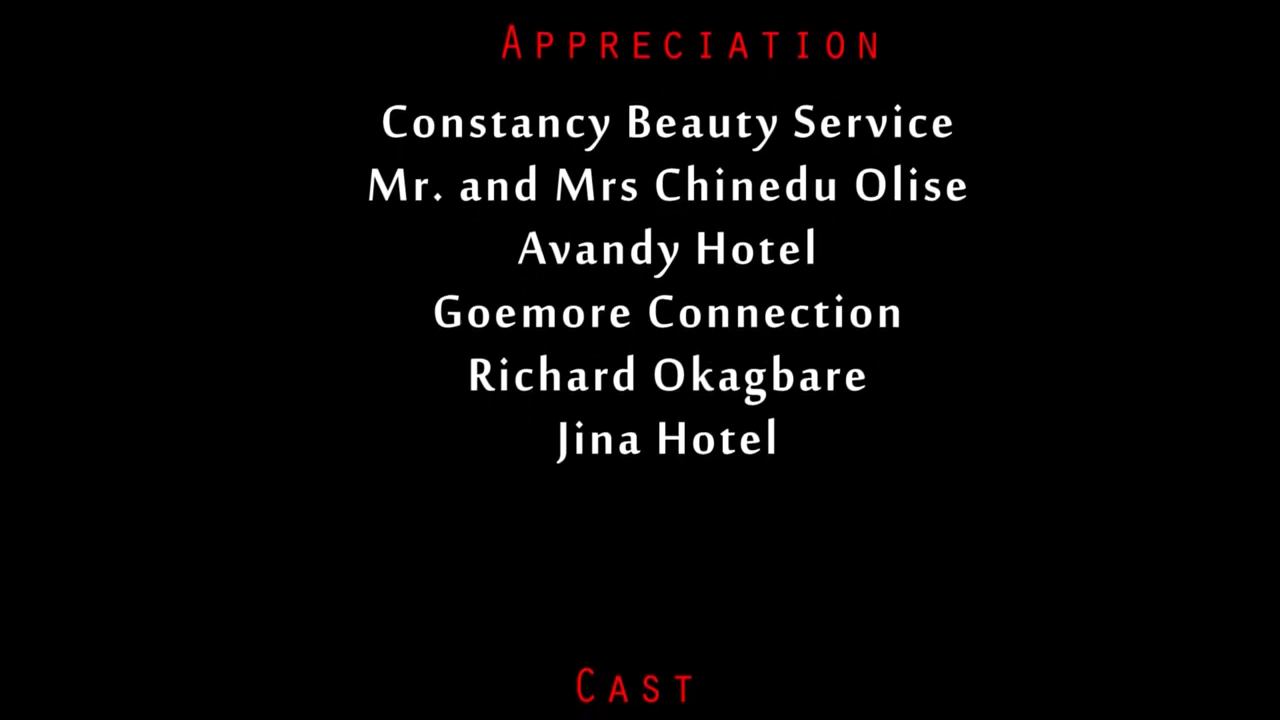 APPRECIATION
Constancy Beauty Service
Mr. and Mrs Chinedu Olise
Avandy Hotel
Goemore Connection
Richard Okagbare
Jina Hotel
CAST